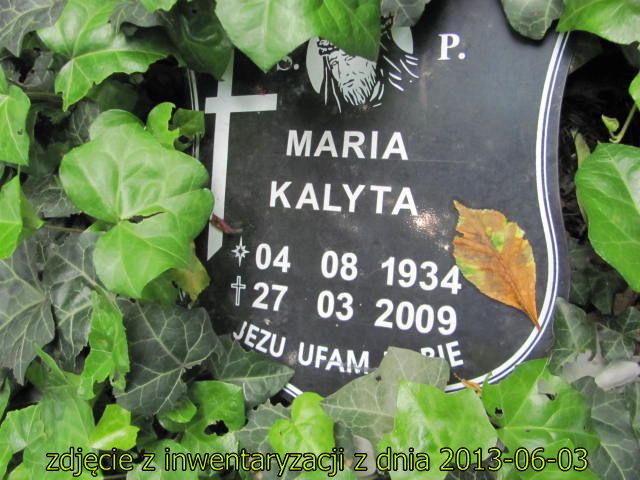 S. P.
MARIA
KALYTA
04 08 1934
27 03 2009
JEZU UFAM
zdjęcie z inwentaryzacji z dnia 2013-06-03